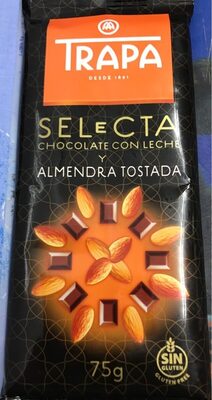 TRAPA
DESDE 1891
SELECTA
CHOCOLATE CON LECHE
Y
ALMENDRA TOSTADA
SIN
GLUTEN
GLUTEN FREE
75g